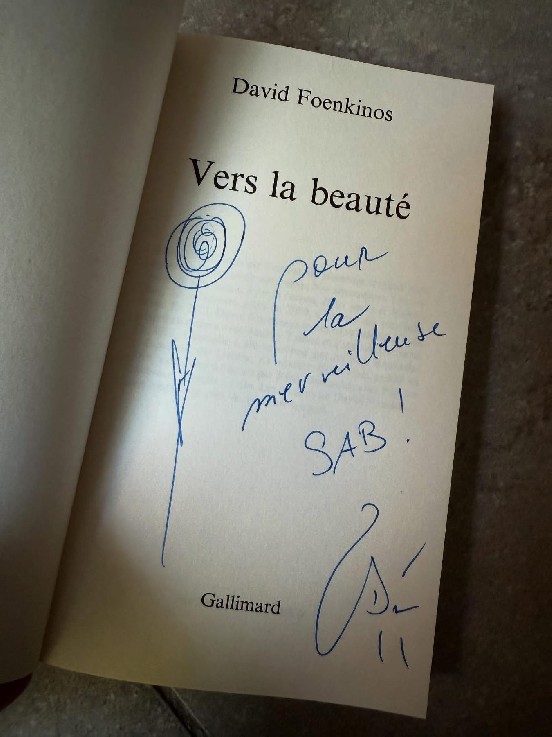 David Foenkinos
Vers la beauté
pour
la
merveilleuse
SAB !
Gallimard